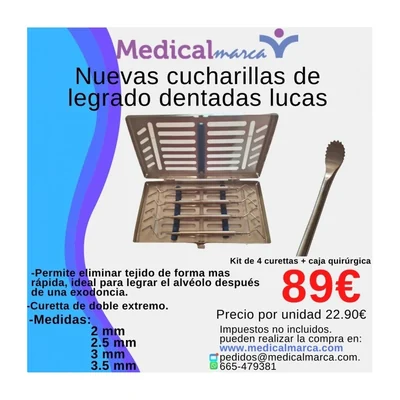 Medicalmarca
Nuevas cucharillas de
legrado dentadas lucas
Kit de 4 curettas + caja quirúrgica
89€
-Permite eliminar tejido de forma mas
rápida, ideal para legrar el alvéolo después
de una exodoncia.
-Curetta de doble extremo.
-Medidas:
2 mm
2.5 mm
3 mm
3.5 mm
Precio por unidad 22.90€
Impuestos no incluidos.
pueden realizar la compra en:
www.medicalmarca.com
pedidos@medicalmarca.com.
665-479381